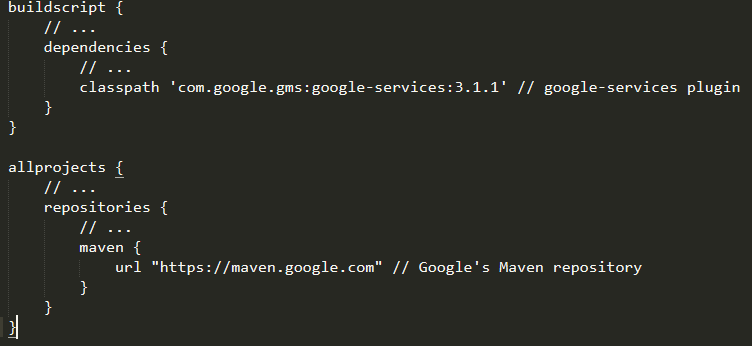 buildscript {
    // ...
    dependencies {
        // ...
        classpath 'com.google.gms:google-services:3.1.1' // google-services plugin
    }
}

allprojects {
    // ...
    repositories {
        // ...
        maven {
            url "https://maven.google.com" // Google's Maven repository
        }
    }
}